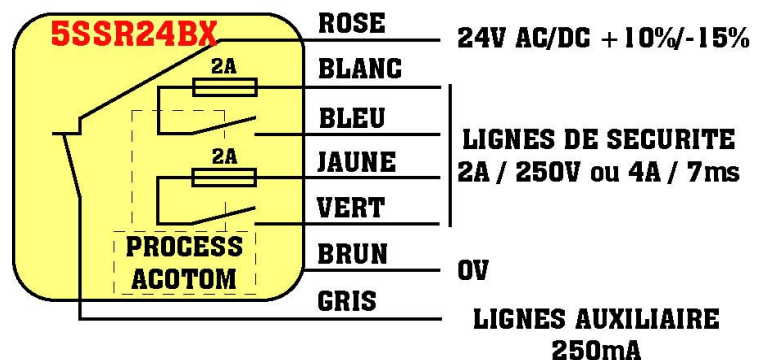 5SSR24BX
ROSE
24V AC/DC +10%/-15%
2A
BLANC
BLEU
LIGNES DE SECURITE
2A / 250V ou 4A / 7ms
2A
JAUNE
VERT
PROCESS
ACOTOM
BRUN
0V
GRIS
LIGNES AUXILIAIRE
250mA